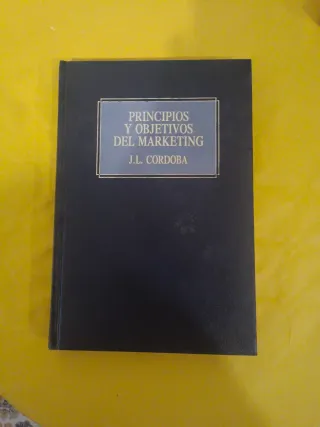 PRINCIPIOS
Y OBJETIVOS
DEL MARKETING
J.L. CORDOBA